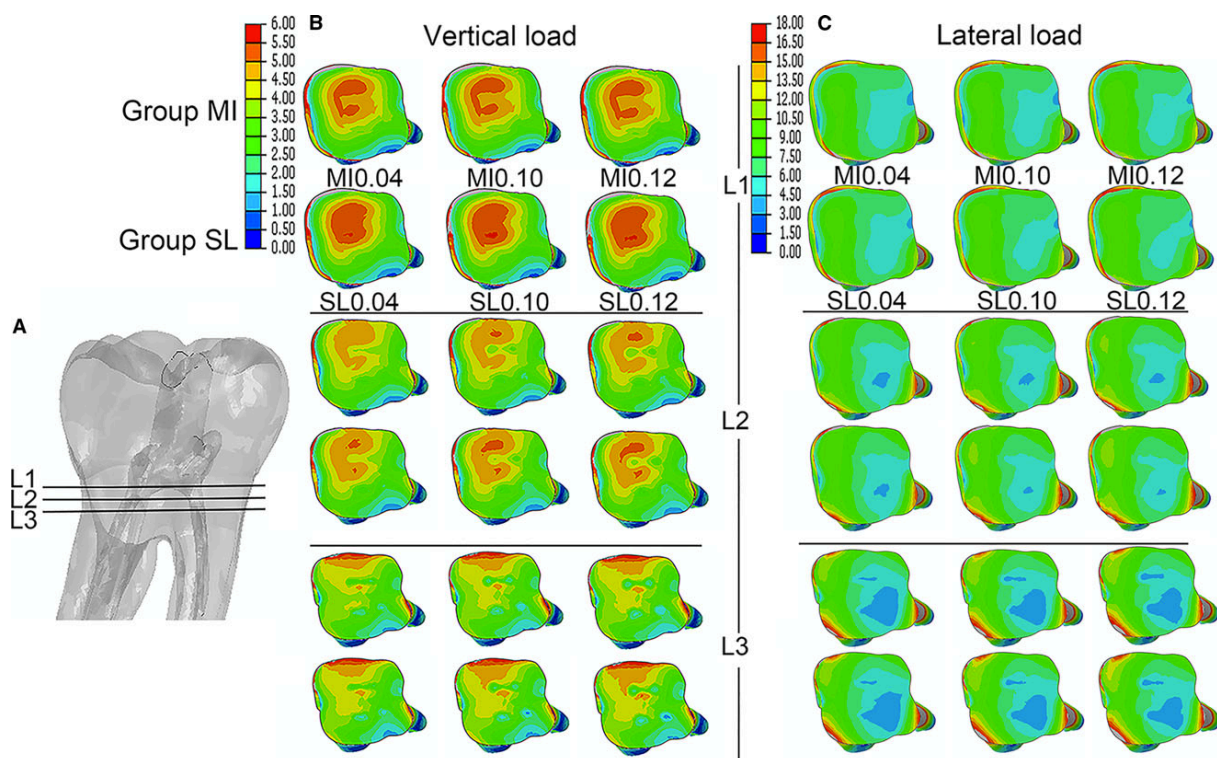 B
Vertical load
C
Lateral load
6.00
5.50
5.00
4.50
4.00
3.50
3.00
2.50
2.00
1.50
1.00
0.50
0.00
18.00
16.50
15.00
13.50
12.00
10.50
9.00
7.50
6.00
4.50
3.00
1.50
0.00
Group MI
MI0.04 MI0.10 MI0.12
L1
MI0.04 MI0.10 MI0.12
Group SL
SL0.04 SL0.10 SL0.12
SL0.04 SL0.10 SL0.12
A
L1
L2
L3
L2
L3